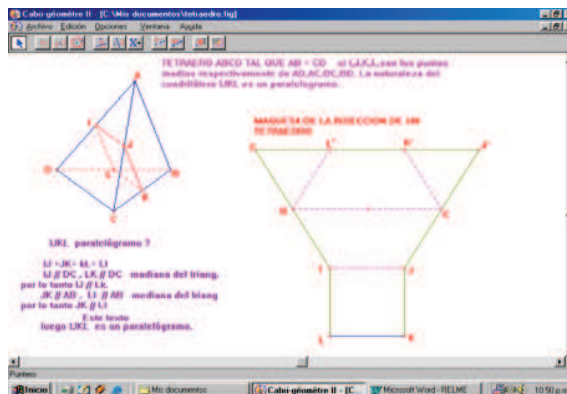 Cabri-géomètre II - [C:\Mis documentos\tetraedro.fig]
Archivo Edición Opciones Ventana Ayuda
TETRAERO ABCD TAL QUE AB = CD si I,J,K,L,son los puntos
medios respectivamente de AD,AC,BC,BD. La naturaleza del
cuadrilátero IJKL es un paralelogramo.
MAQUETA DE LA BISECCION DE UN
TETRAEDRO
A
I
J
D
B
L
K
C
B
C
I
J
L
K
IJKL paralelógramo ?
IJ =JK= kL= LI
IJ // DC , LK // DC mediana del triang.
por lo tanto IJ // Lk.
JK // AB , LI // AB mediana del triang
por lo tanto JK // LI
Este texto
luego IJKL es un paralelógramo.
Puntero
Inicio
Mis documentos
Cabri-géomètre II - [C...
Microsoft Word - RELME
10:50 p.m.